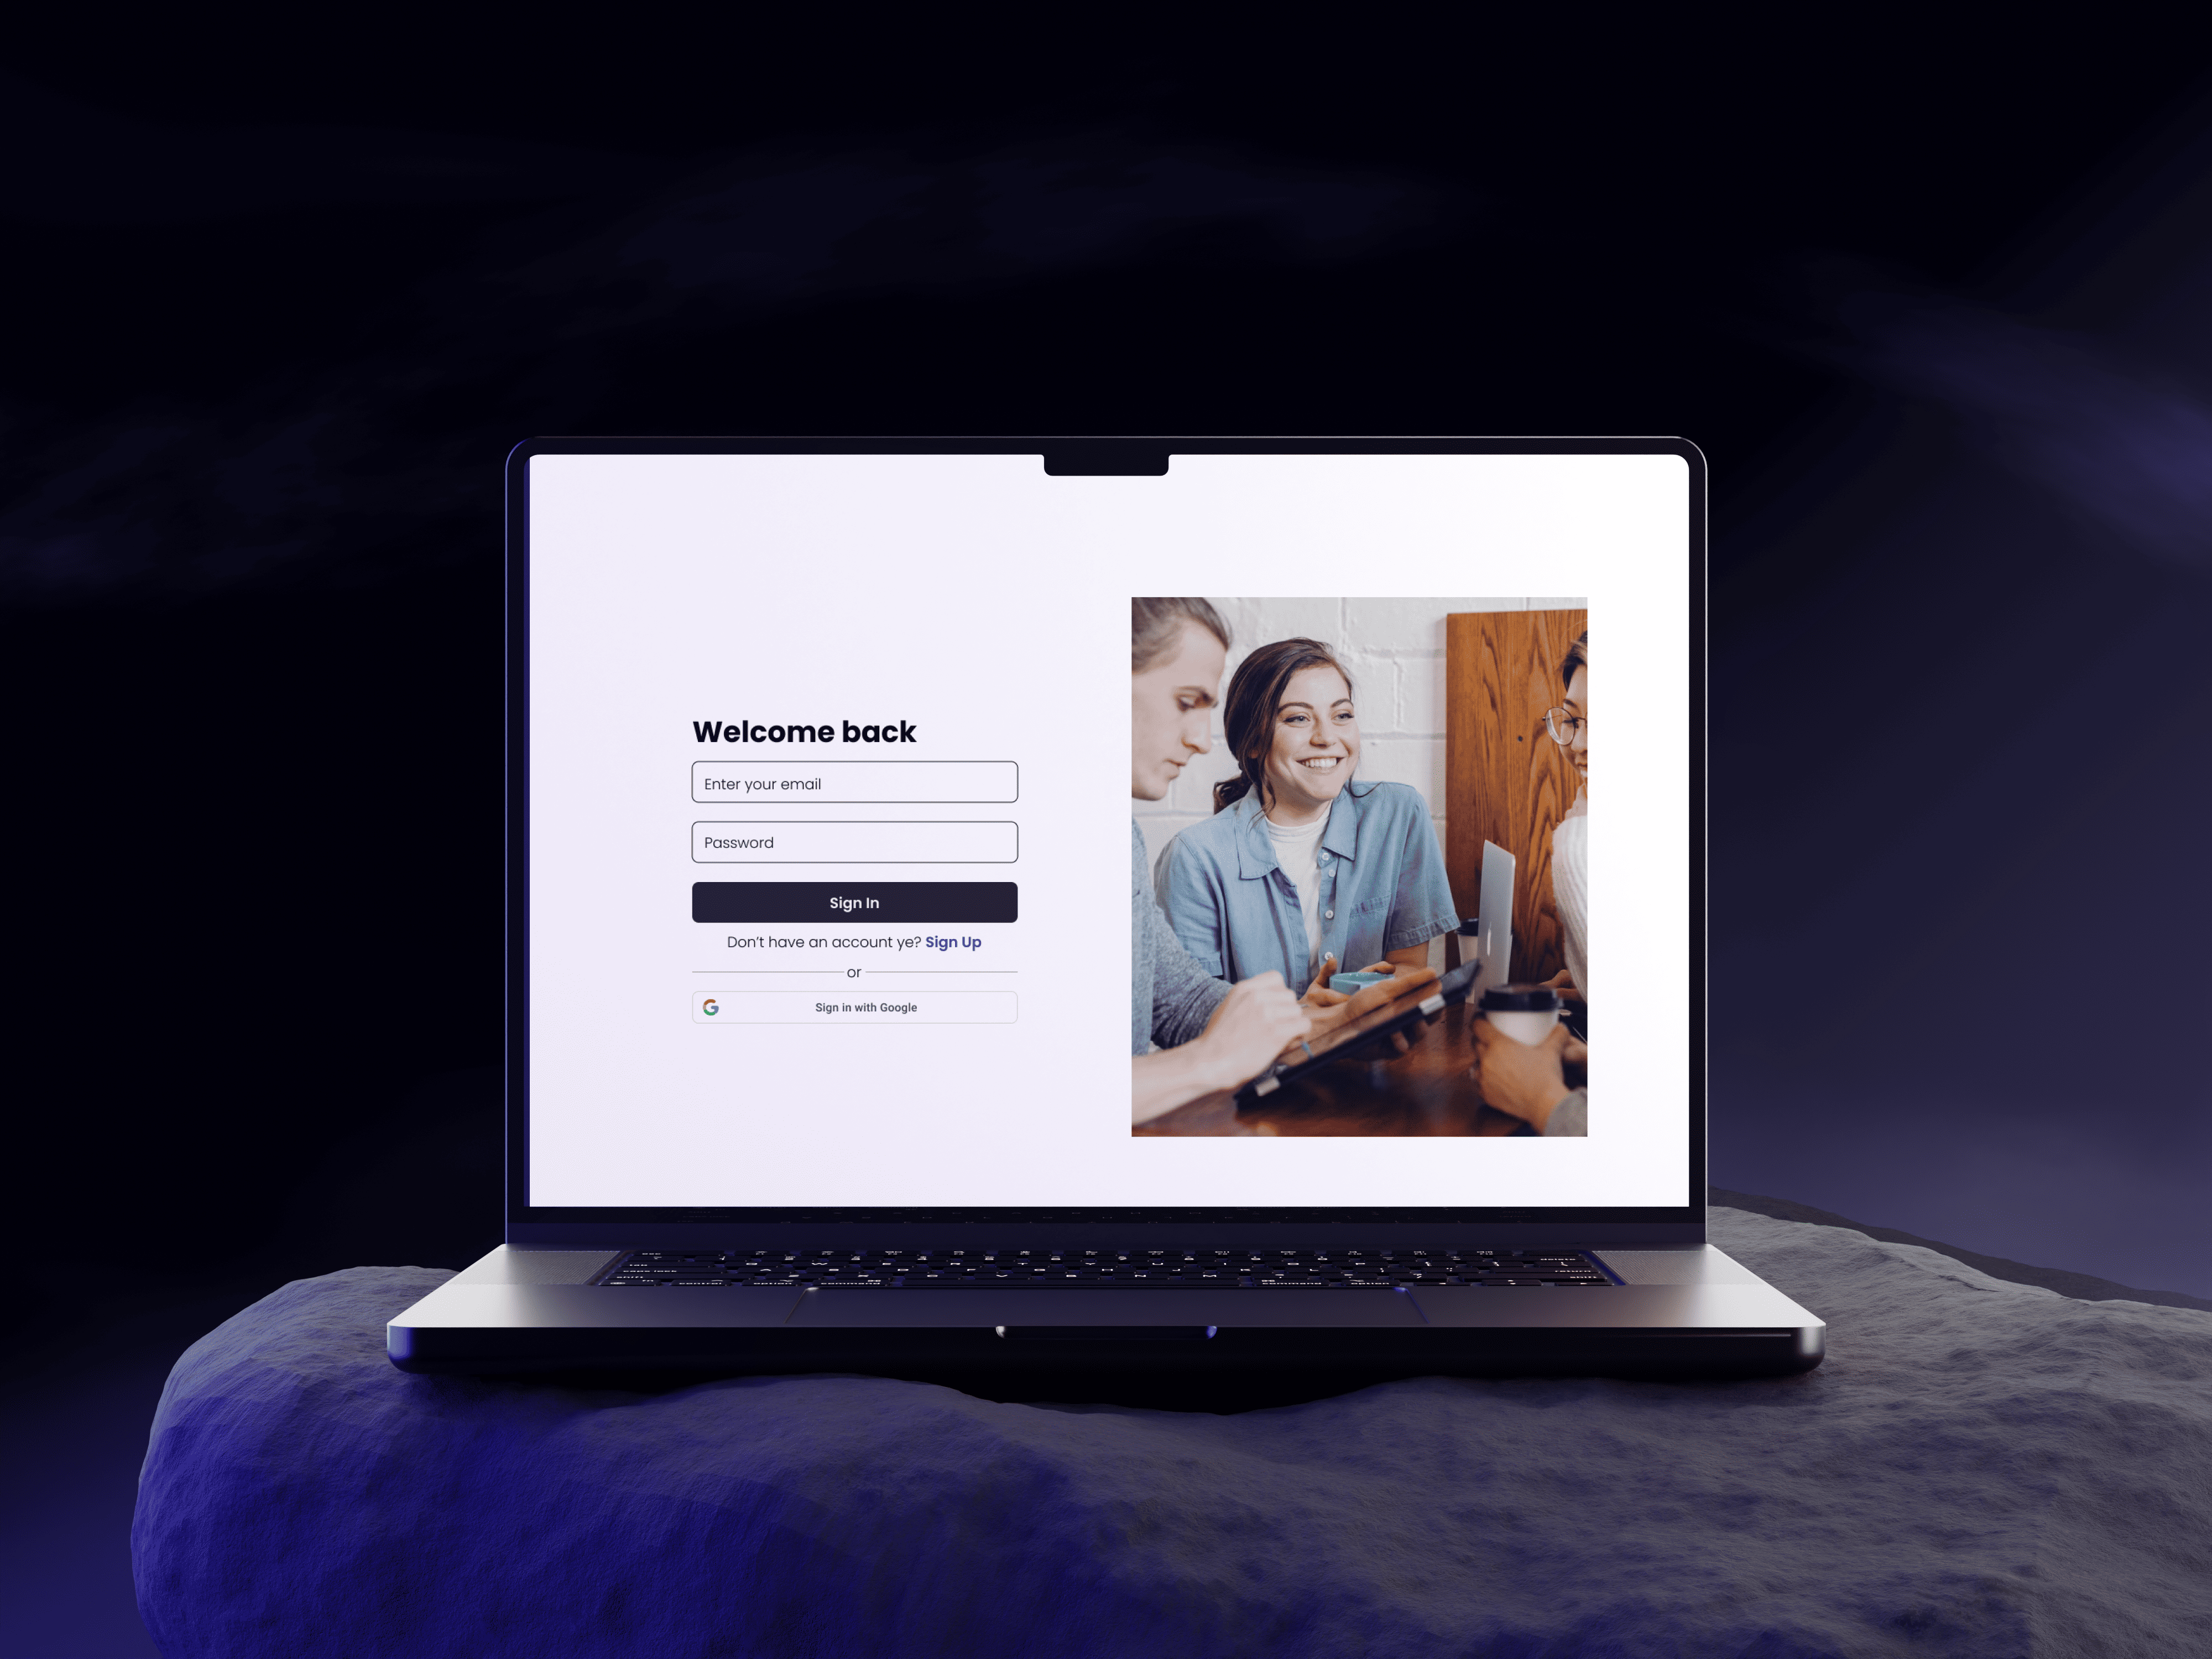 Welcome back
Enter your email
Password
Sign In
Don't have an account ye? Sign Up
or
Sign in with Google